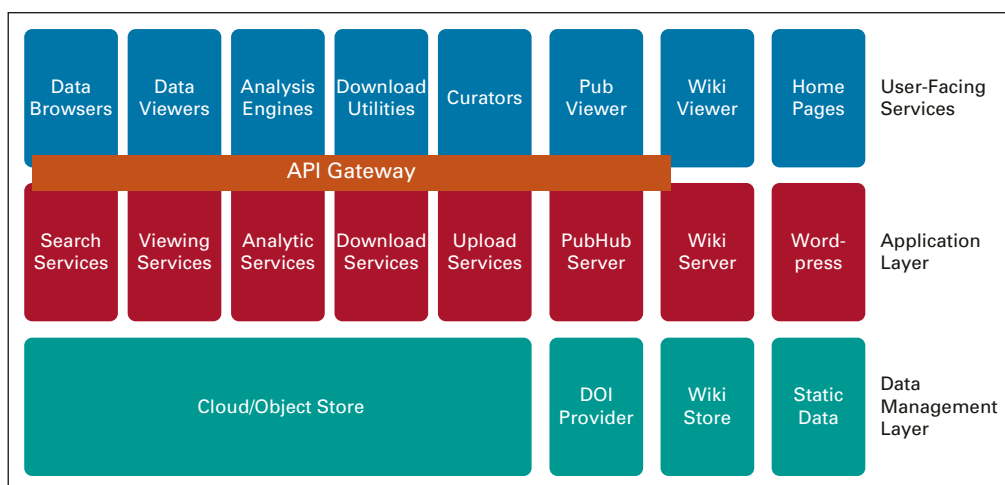 Data
Browsers
Data
Viewers
Analysis
Engines
Download
Utilities
Curators
Pub
Viewer
Wiki
Viewer
Home
Pages
User-Facing
Services
API Gateway
Search
Services
Viewing
Services
Analytic
Services
Download
Services
Upload
Services
PubHub
Server
Wiki
Server
Word-
press
Application
Layer
Cloud/Object Store
DOI
Provider
Wiki
Store
Static
Data
Data
Management
Layer